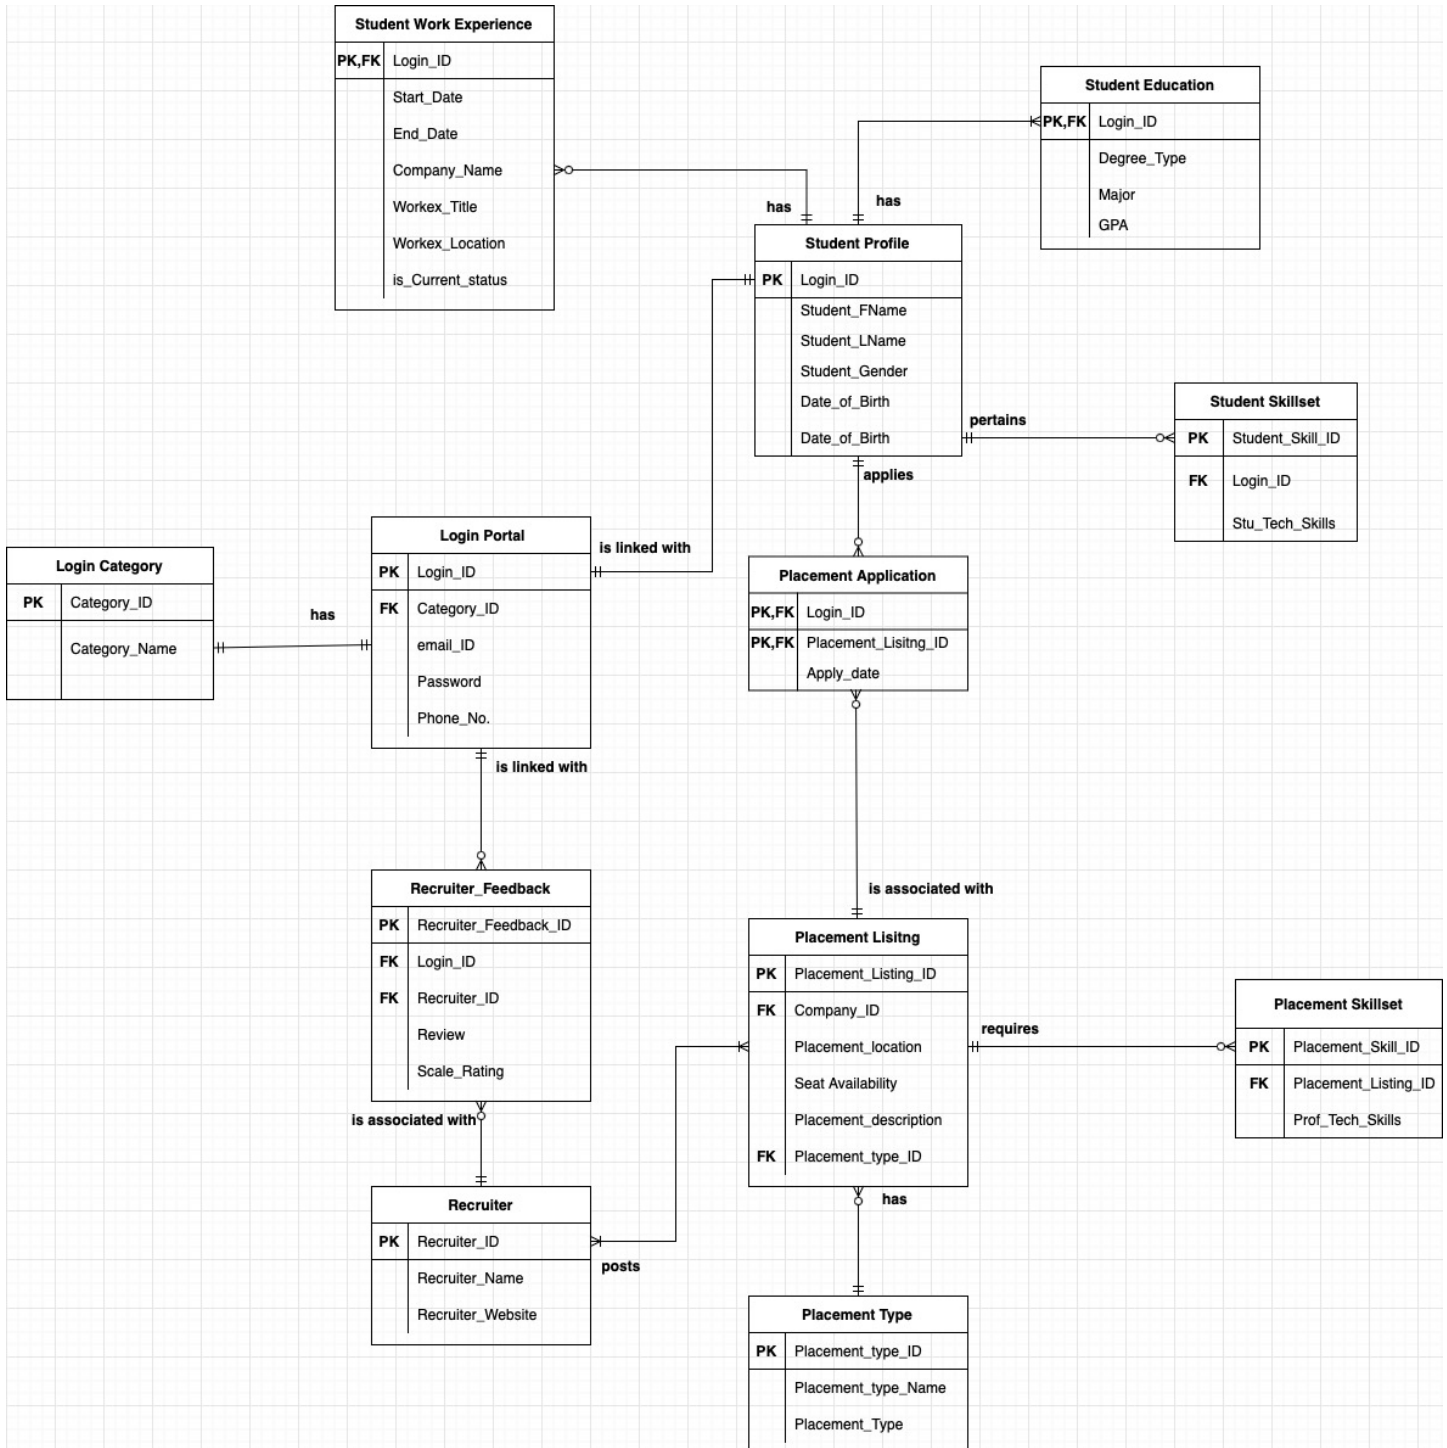 Student Work Experience
PK,FK Login_ID
Start_Date
End_Date
Company_Name
Workex_Title
Workex_Location
is_Current_status
Student Education
PK,FK Login_ID
Degree_Type
Major
GPA
has
has
Student Profile
PK Login_ID
Student_FName
Student_LName
Student_Gender
Date_of_Birth
Date_of_Birth
pertains
Student Skillset
PK Student_Skill_ID
FK Login_ID
Stu_Tech_Skills
applies
Login Portal
PK Login_ID
FK Category_ID
email_ID
Password
Phone_No.
is linked with
Login Category
PK Category_ID
Category_Name
has
Placement Application
PK,FK Login_ID
PK,FK Placement_Lisitng_ID
Apply_date
is linked with
is associated with
Recruiter_Feedback
PK Recruiter_Feedback_ID
FK Login_ID
FK Recruiter_ID
Review
Scale_Rating
is associated with
Placement Lisitng
PK Placement_Listing_ID
FK Company_ID
Placement_location
Seat Availability
Placement_description
FK Placement_type_ID
requires
Placement Skillset
PK Placement_Skill_ID
FK Placement_Listing_ID
Prof_Tech_Skills
has
Recruiter
PK Recruiter_ID
Recruiter_Name
Recruiter_Website
posts
Placement Type
PK Placement_type_ID
Placement_type_Name
Placement_Type